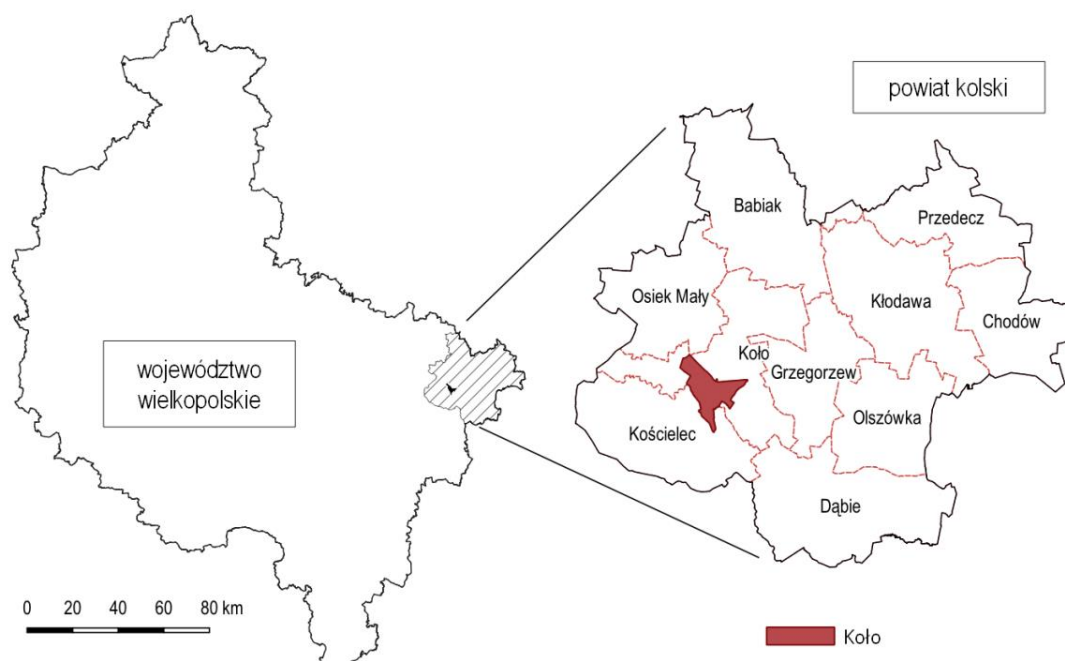 powiat kolski
Babiak
Przedecz
Osiek Mały
Kłodawa
Chodów
województwo
wielkopolskie
Koło
Grzegorzew
Olszówka
Kościelec
Dąbie
0 20 40 60 80 km
Koło